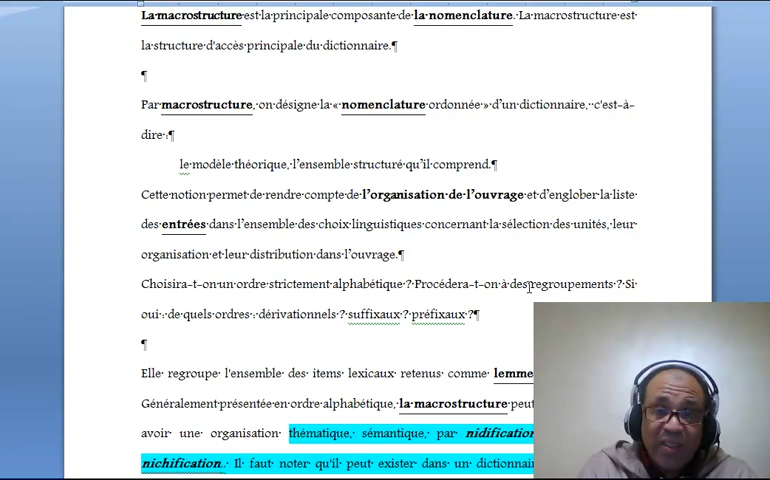 La macrostructure est la principale composante de la nomenclature. La macrostructure est
la structure d'accès principale du dictionnaire.¶
¶
Par macrostructure, on désigne la « nomenclature ordonnée » d'un dictionnaire, c'est-à-
dire :¶
le modèle théorique, l'ensemble structuré qu'il comprend.¶
Cette notion permet de rendre compte de l'organisation de l'ouvrage et d'englober la liste
des entrées dans l'ensemble des choix linguistiques concernant la sélection des unités, leur
organisation et leur distribution dans l'ouvrage.¶
Choisira-t-on un ordre strictement alphabétique ? Procédera-t-on à des regroupements ? Si
oui : de quels ordres : dérivationnels ? suffixaux ? préfixaux ?¶
¶
Elle regroupe l'ensemble des items lexicaux retenus comme lemme
Généralement présentée en ordre alphabétique, la macrostructure peut
avoir une organisation thématique, sémantique, par nidification
nichification. Il faut noter qu'il peut exister dans un dictionnaire